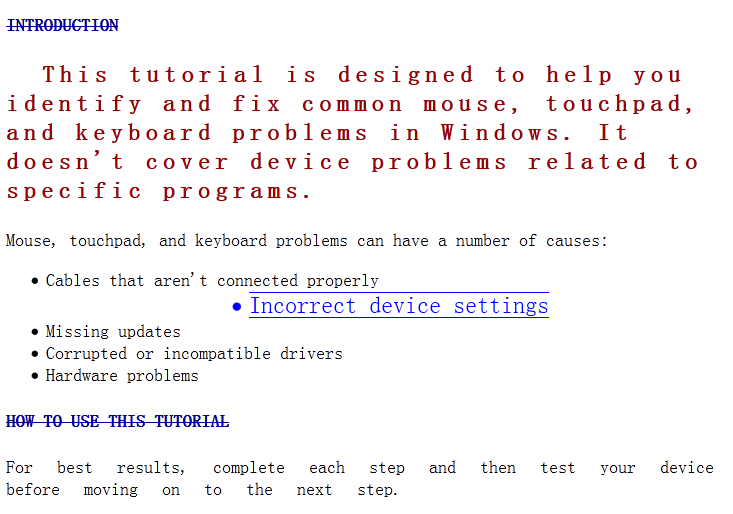 INTRODUCTION
This tutorial is designed to help you
identify and fix common mouse, touchpad,
and keyboard problems in Windows. It
doesn't cover device problems related to
specific programs.
Mouse, touchpad, and keyboard problems can have a number of causes:
• Cables that aren't connected properly
• Incorrect device settings
• Missing updates
• Corrupted or incompatible drivers
• Hardware problems
HOW TO USE THIS TUTORIAL
For best results, complete each step and then test your device
before moving on to the next step.